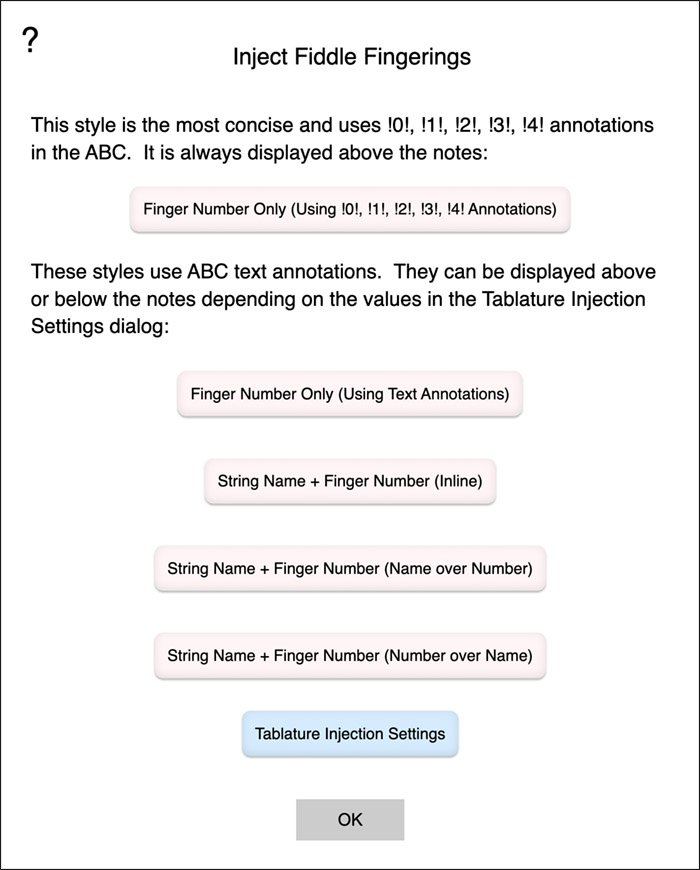 ?
Inject Fiddle Fingerings
This style is the most concise and uses !0!, !1!, !2!, !3!, !4! annotations
in the ABC.  It is always displayed above the notes:
Finger Number Only (Using !0!, !1!, !2!, !3!, !4! Annotations)
These styles use ABC text annotations.  They can be displayed above
or below the notes depending on the values in the Tablature Injection
Settings dialog:
Finger Number Only (Using Text Annotations)
String Name + Finger Number (Inline)
String Name + Finger Number (Name over Number)
String Name + Finger Number (Number over Name)
Tablature Injection Settings
OK